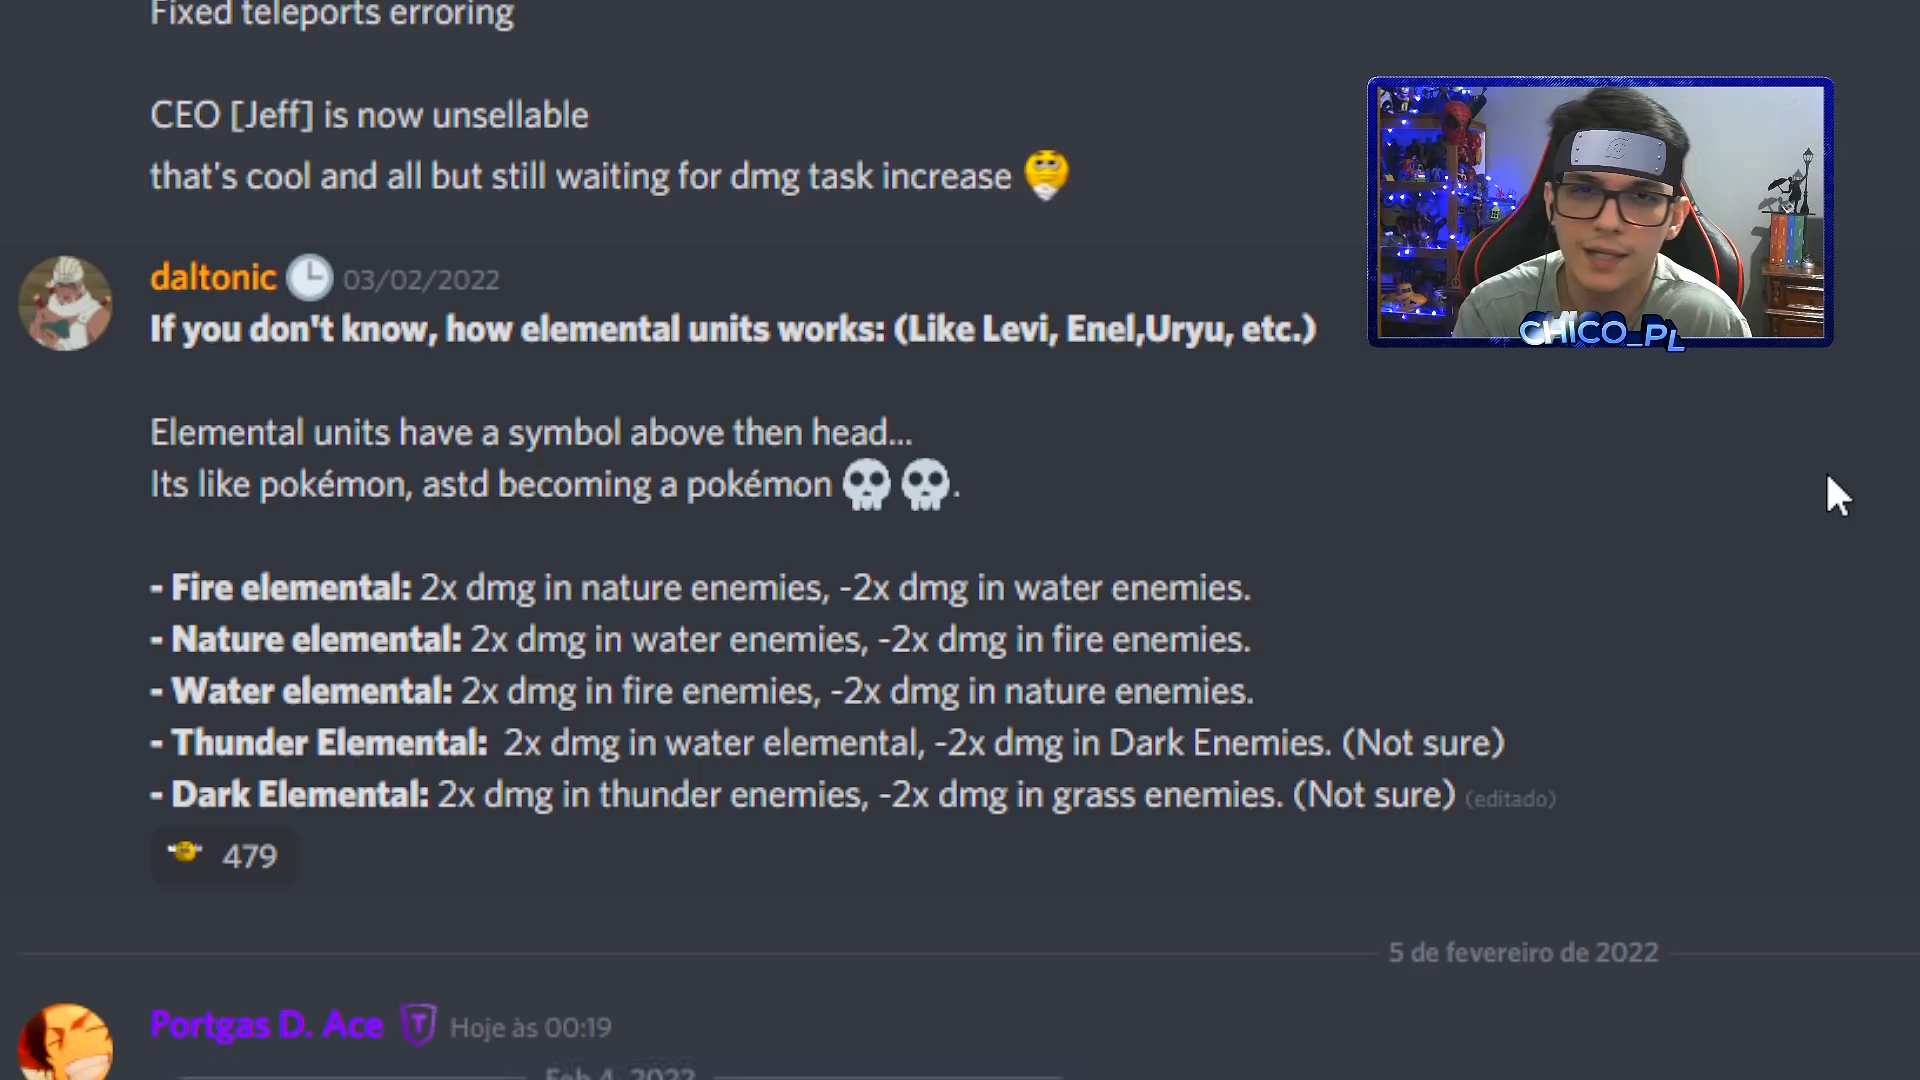 Fixed teleports erroring
CEO [Jeff] is now unsellable
that's cool and all but still waiting for dmg task increase
CHICO_PL
daltonic 03/02/2022
If you don't know, how elemental units works: (Like Levi, Enel,Uryu, etc.)
Elemental units have a symbol above then head...
Its like pokémon, astd becoming a pokémon 💀💀.
- Fire elemental: 2x dmg in nature enemies, -2x dmg in water enemies.
- Nature elemental: 2x dmg in water enemies, -2x dmg in fire enemies.
- Water elemental: 2x dmg in fire enemies, -2x dmg in nature enemies.
- Thunder Elemental: 2x dmg in water elemental, -2x dmg in Dark Enemies. (Not sure)
- Dark Elemental: 2x dmg in thunder enemies, -2x dmg in grass enemies. (Not sure) (editado)
479
5 de fevereiro de 2022
Portgas D. Ace T Hoje às 00:19
Feb 4, 2022